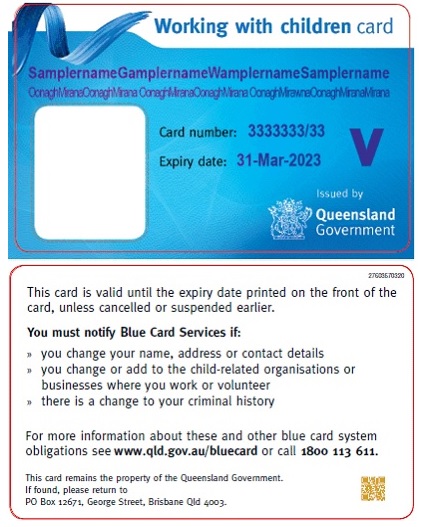 Working with children card
SamplernameGamplernameWamplernameSamplername
OonaghMiranaOonaghMirana OonaghMiranaOonaghMirana OonaghMirewnaOonaghMiranaMirana
Card number: 3333333/33
Expiry date: 31-Mar-2023
V
Issued by
Queensland
Government
27603570320
This card is valid until the expiry date printed on the front of the
card, unless cancelled or suspended earlier.
You must notify Blue Card Services if:
» you change your name, address or contact details
» you change or add to the child-related organisations or
businesses where you work or volunteer
» there is a change to your criminal history
For more information about these and other blue card system
obligations see www.qld.gov.au/bluecard or call 1800 113 611.
This card remains the property of the Queensland Government.
If found, please return to
PO Box 12671, George Street, Brisbane Qld 4003.